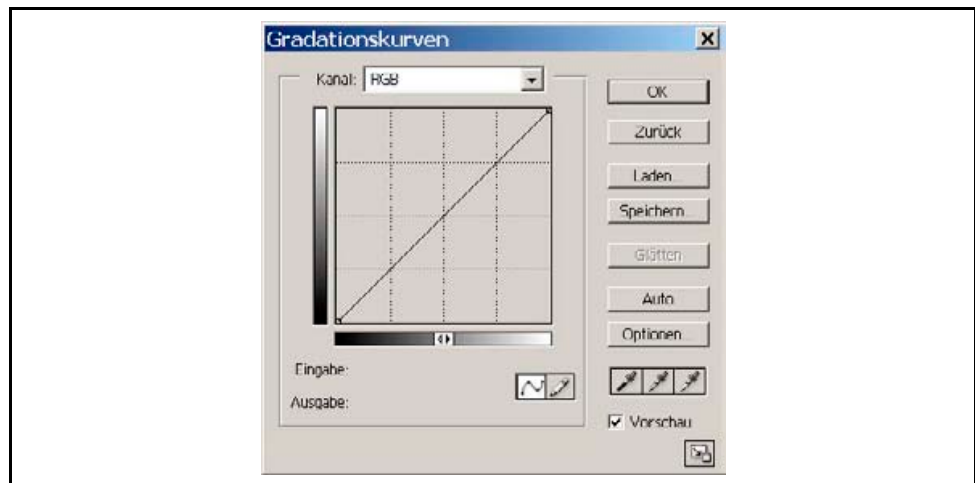 Gradationskurven
Kanal: RGB
OK
Zurück
Laden...
Speichern...
Glätten
Auto
Optionen...
Eingabe:
Ausgabe:
Vorschau